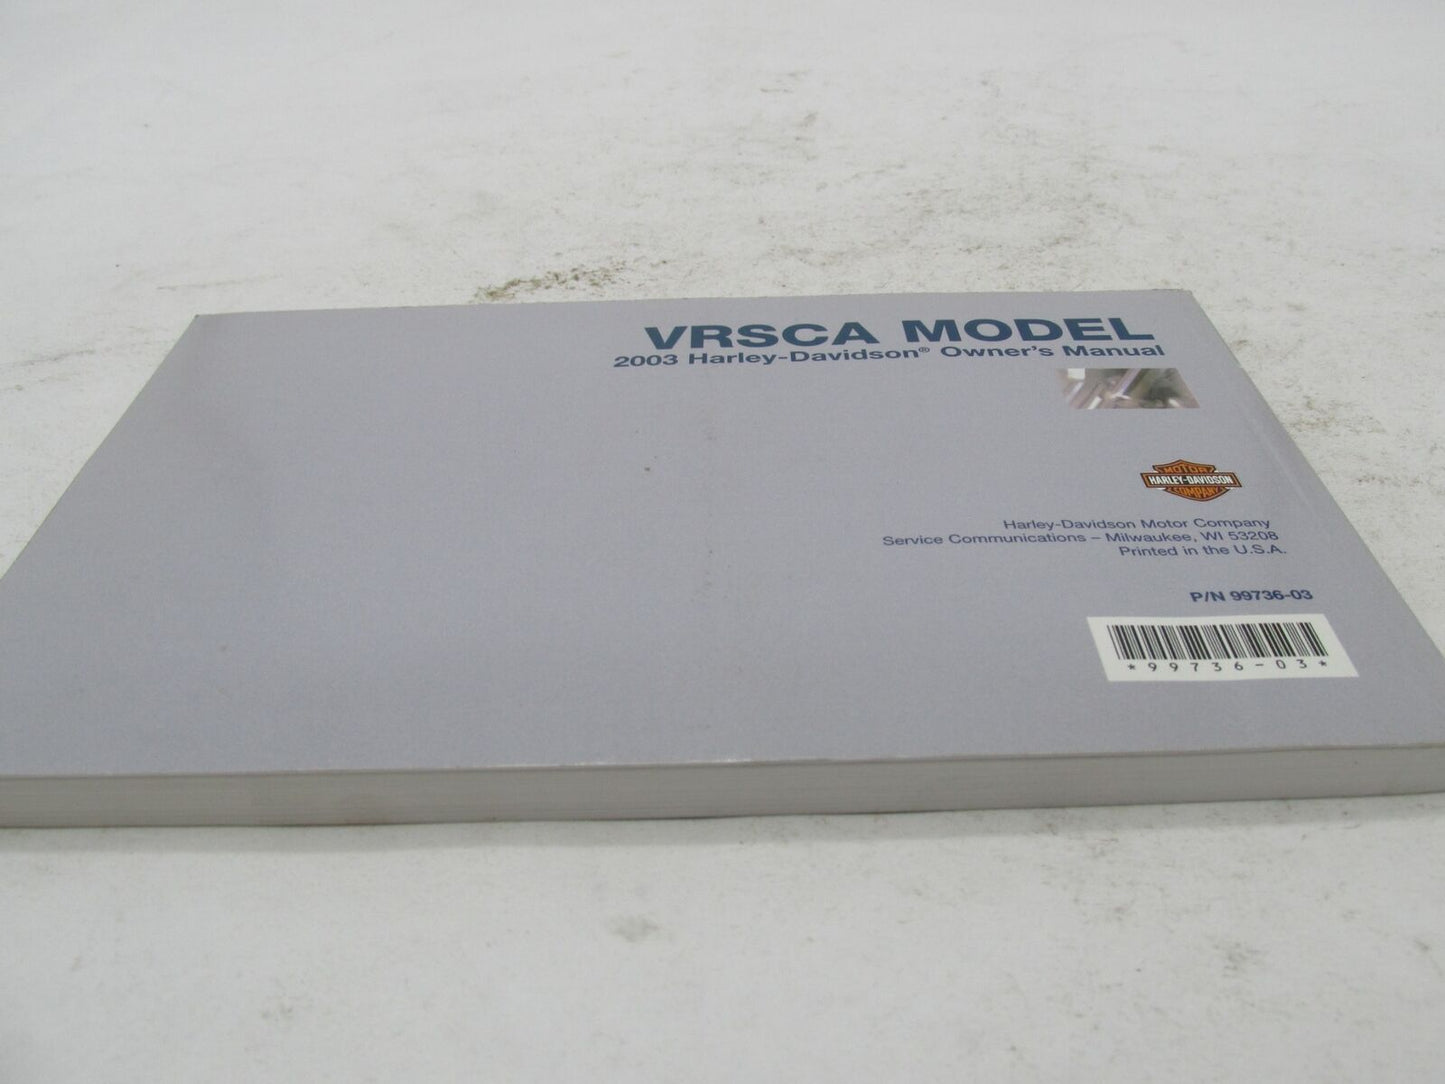 VRSCA MODEL
2003 Harley-Davidson® Owner's Manual
MOTOR
HARLEY-DAVIDSON
COMPANY
Harley-Davidson Motor Company
Service Communications – Milwaukee, WI 53208
Printed in the U.S.A.
P/N 99736-03
*99736-03*